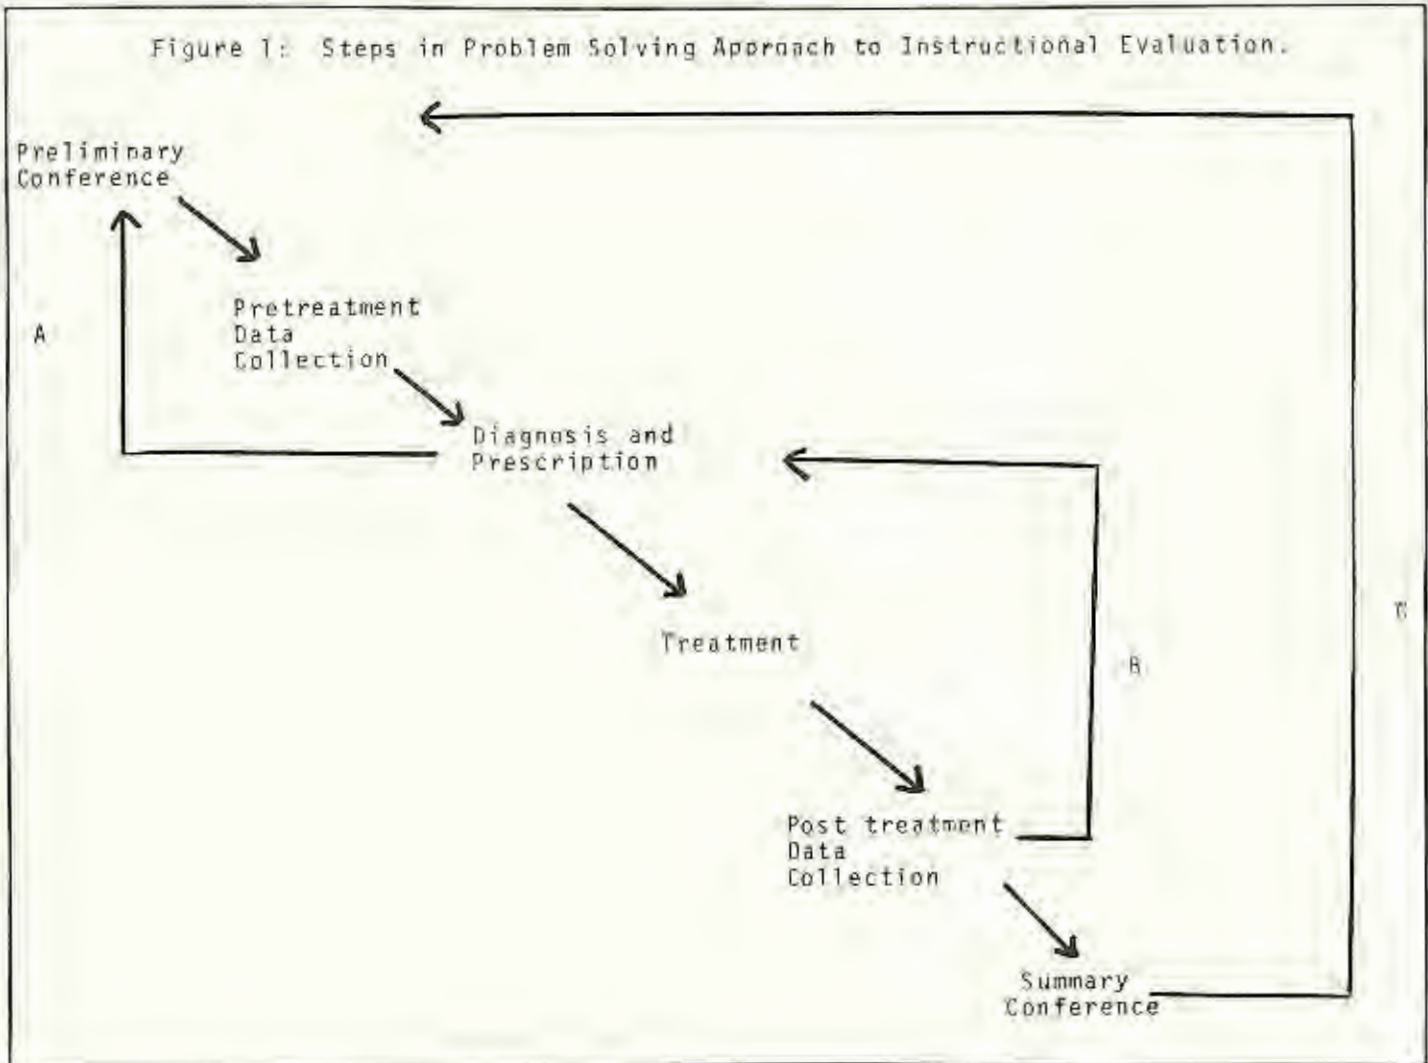 Figure 1: Steps in Problem Solving Approach to Instructional Evaluation.
Preliminary
Conference
Pretreatment
Data
Collection
A
Diagnosis and
Prescription
Treatment
B
C
Post treatment
Data
Collection
Summary
Conference